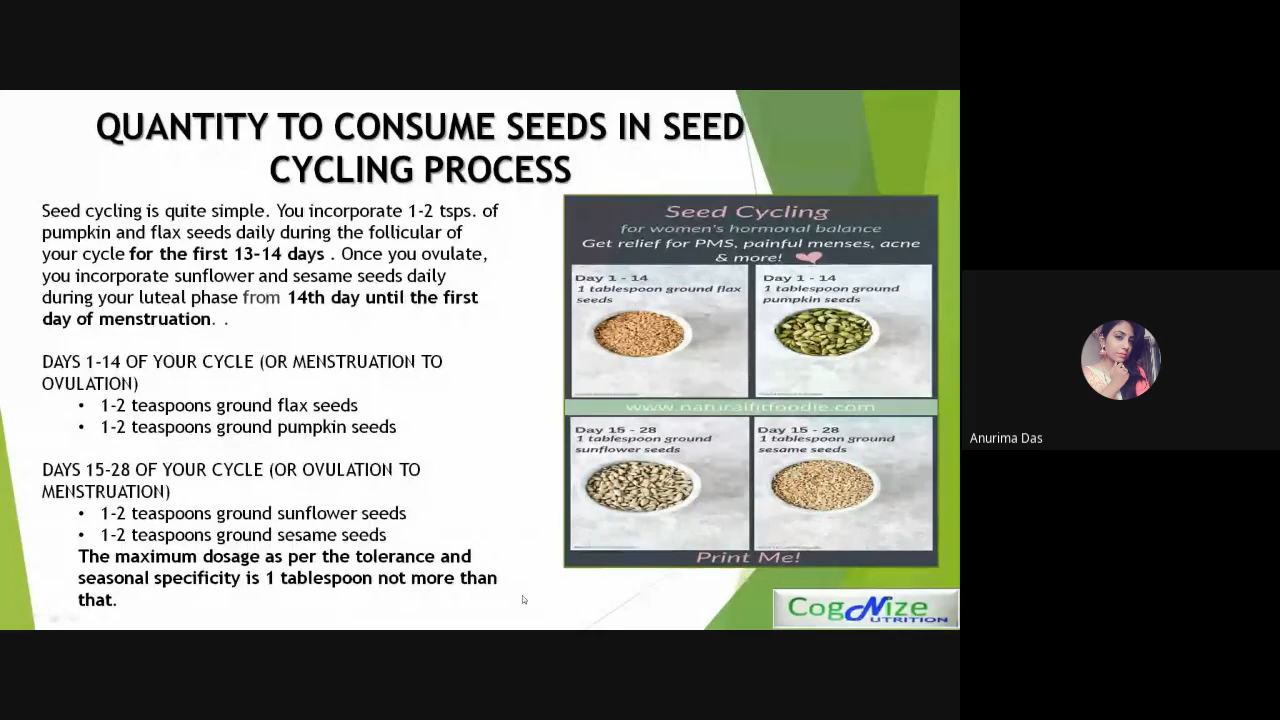 QUANTITY TO CONSUME SEEDS IN SEED
CYCLING PROCESS
Seed cycling is quite simple. You incorporate 1-2 tsps. of
pumpkin and flax seeds daily during the follicular of
your cycle for the first 13-14 days . Once you ovulate,
you incorporate sunflower and sesame seeds daily
during your luteal phase from 14th day until the first
day of menstruation. .
DAYS 1-14 OF YOUR CYCLE (OR MENSTRUATION TO
OVULATION)
• 1-2 teaspoons ground flax seeds
• 1-2 teaspoons ground pumpkin seeds
DAYS 15-28 OF YOUR CYCLE (OR OVULATION TO
MENSTRUATION)
• 1-2 teaspoons ground sunflower seeds
• 1-2 teaspoons ground sesame seeds
The maximum dosage as per the tolerance and
seasonal specificity is 1 tablespoon not more than
that.
Seed Cycling
for women's hormonal balance
Get relief for PMS, painful menses, acne
& more!
Day 1 - 14
1 tablespoon ground flax
seeds
Day 1 - 14
1 tablespoon ground
pumpkin seeds
www.naturalfitfoodie.com
Day 15 - 28
1 tablespoon ground
sunflower seeds
Day 15 - 28
1 tablespoon ground
sesame seeds
Print Me!
CogNize
NUTRITION
Anurima Das